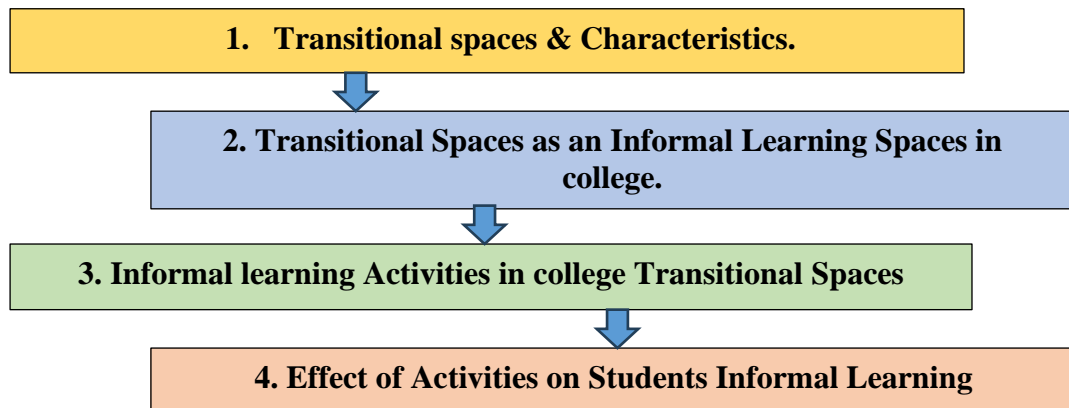 1. Transitional spaces & Characteristics.
2. Transitional Spaces as an Informal Learning Spaces in
college.
3. Informal learning Activities in college Transitional Spaces
4. Effect of Activities on Students Informal Learning